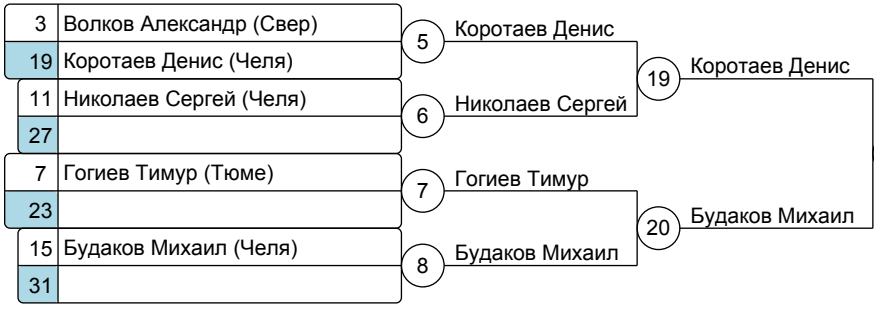 3 Волков Александр (Свер)
19 Коротаев Денис (Челя)
5 Коротаев Денис
11 Николаев Сергей (Челя)
27
6 Николаев Сергей
19 Коротаев Денис
7 Гогиев Тимур (Тюме)
23
7 Гогиев Тимур
15 Будаков Михаил (Челя)
31
8 Будаков Михаил
20 Будаков Михаил